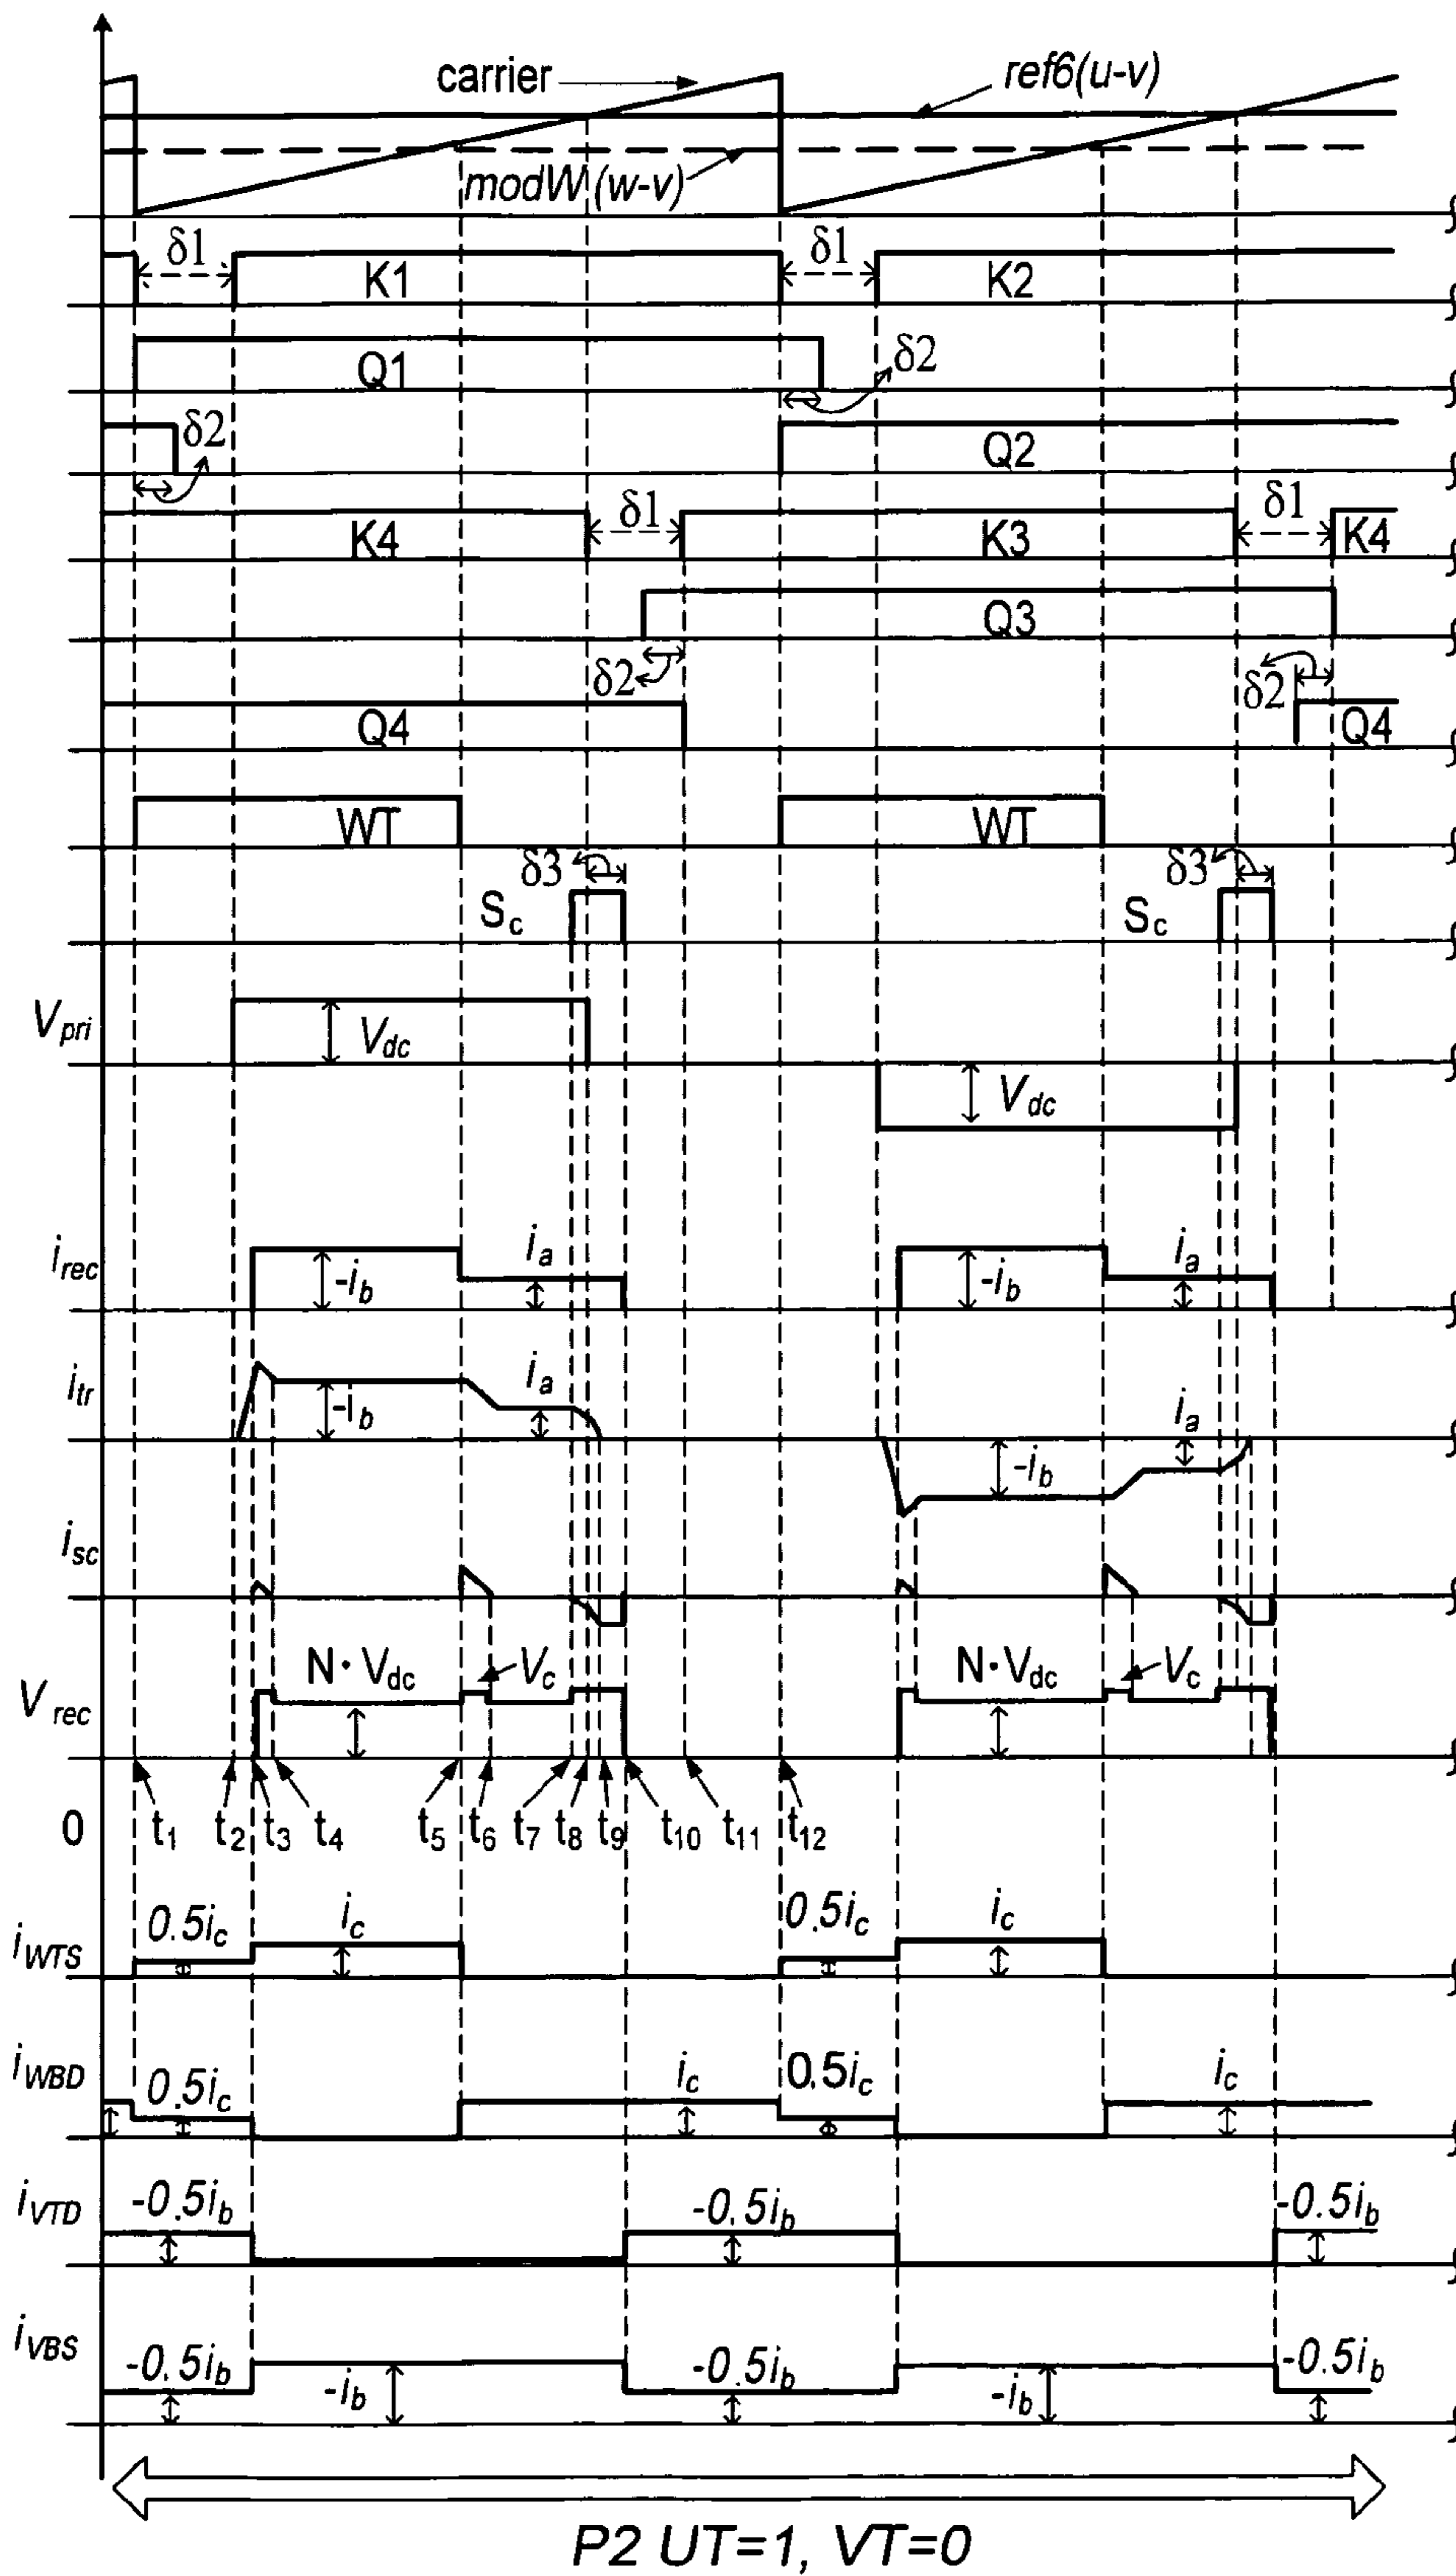 carrier
ref6(u-v)
modW(w-v)
δ1
K1
δ1
K2
Q1
δ2
δ2
Q2
K4
δ1
K3
δ1
K4
Q3
δ2
δ2
Q4
Q4
WT
WT
δ3
Sc
δ3
Sc
Vpri
Vdc
Vdc
irec
-ib
ia
-ib
ia
itr
-ib
ia
-ib
ia
isc
Vrec
N·Vdc
Vc
N·Vdc
Vc
0
t1
t2
t3
t4
t5
t6
t7
t8
t9
t10
t11
t12
iWTS
0.5ic
ic
0.5ic
ic
iWBD
0.5ic
ic
0.5ic
ic
iVTD
-0.5ib
-0.5ib
-0.5ib
iVBS
-0.5ib
-ib
-0.5ib
-ib
-0.5ib
P2 UT=1, VT=0